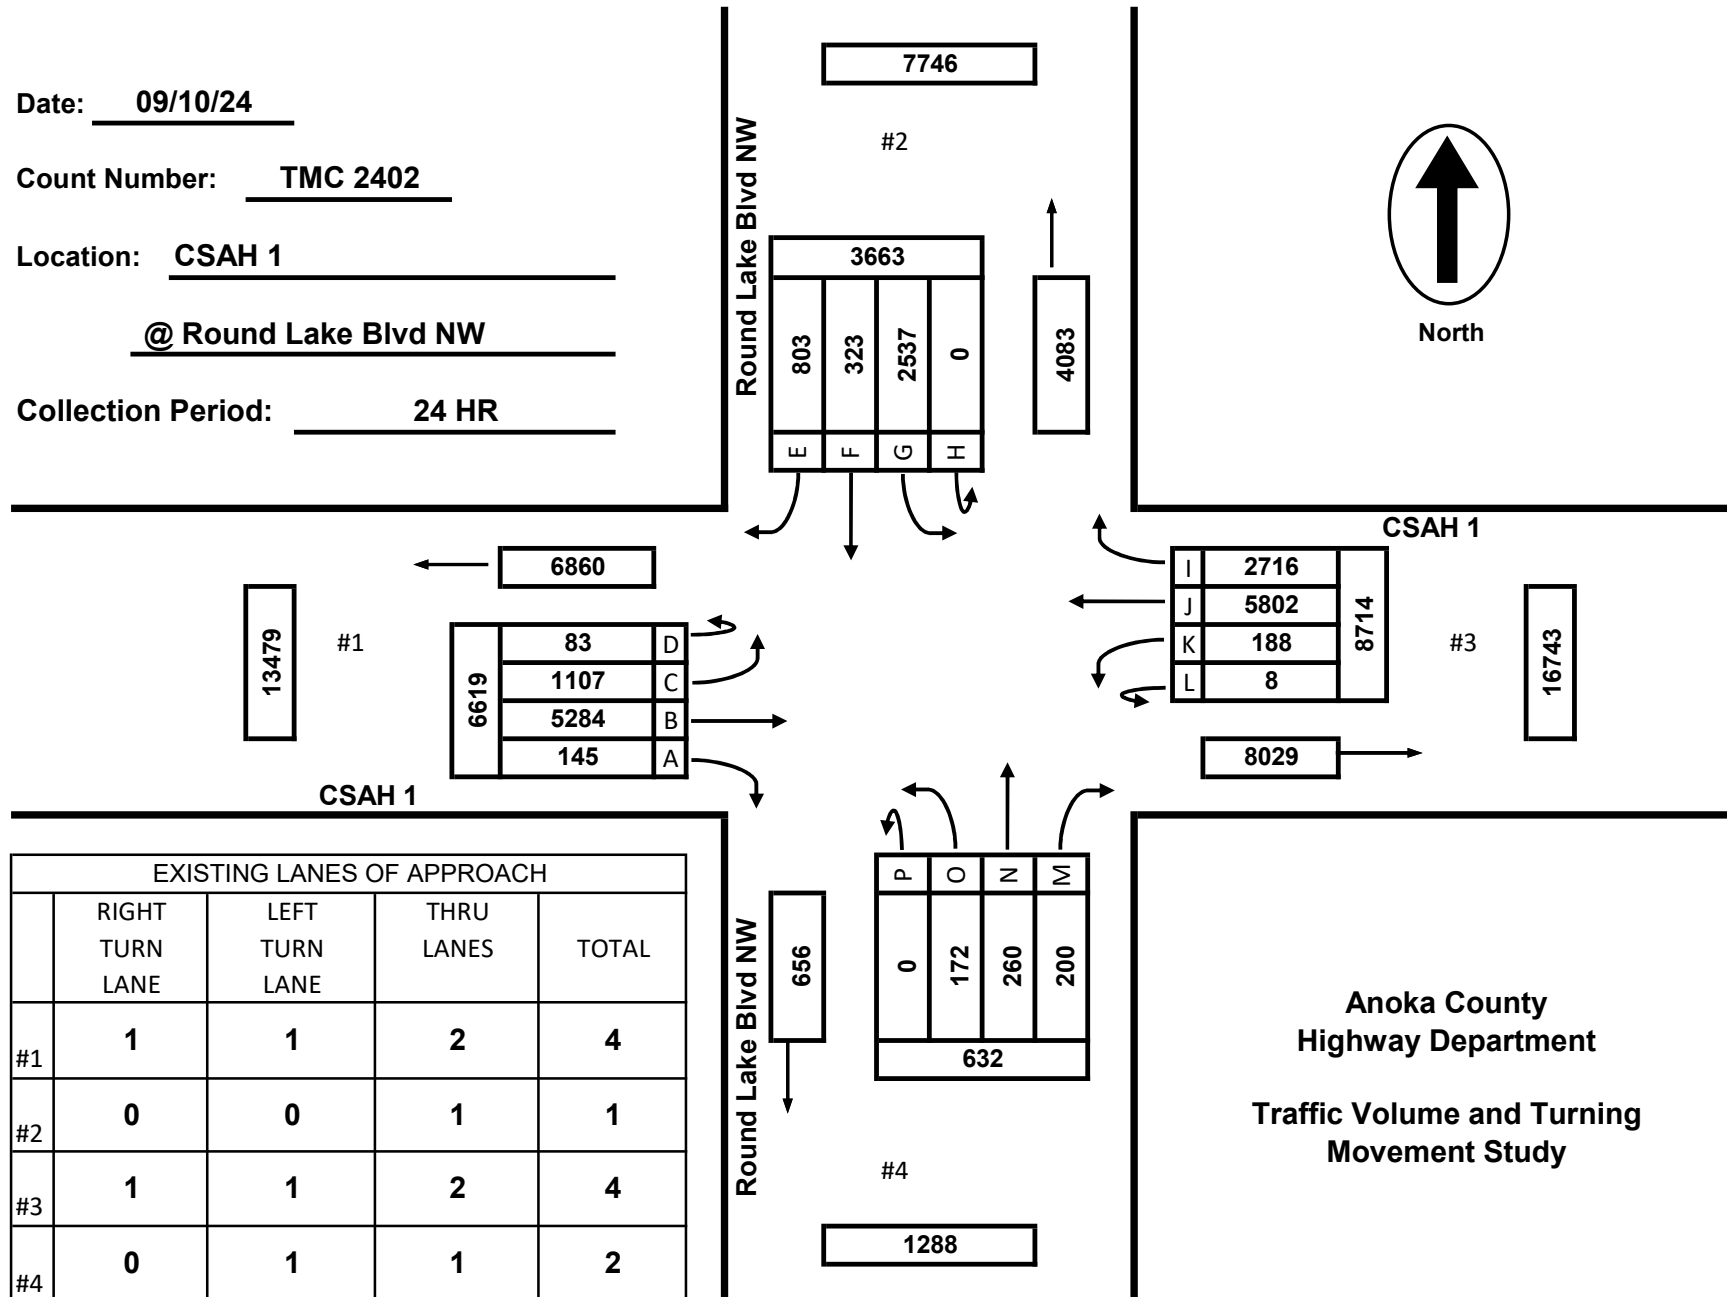 Date: 09/10/24
Count Number: TMC 2402
Location: CSAH 1
@ Round Lake Blvd NW
Collection Period: 24 HR
7746
#2
Round Lake Blvd NW
3663
803 323 2537 0
E F G H
4083
North
CSAH 1
6860
13479
#1
6619
83 D
1107 C
5284 B
145 A
CSAH 1
I 2716
J 5802
K 188
L 8
8714
#3
16743
8029
P O N M
0 172 260 200
632
656
Round Lake Blvd NW
#4
1288
EXISTING LANES OF APPROACH
RIGHT TURN LANE LEFT TURN LANE THRU LANES TOTAL
#1 1 1 2 4
#2 0 0 1 1
#3 1 1 2 4
#4 0 1 1 2
Anoka County
Highway Department
Traffic Volume and Turning
Movement Study